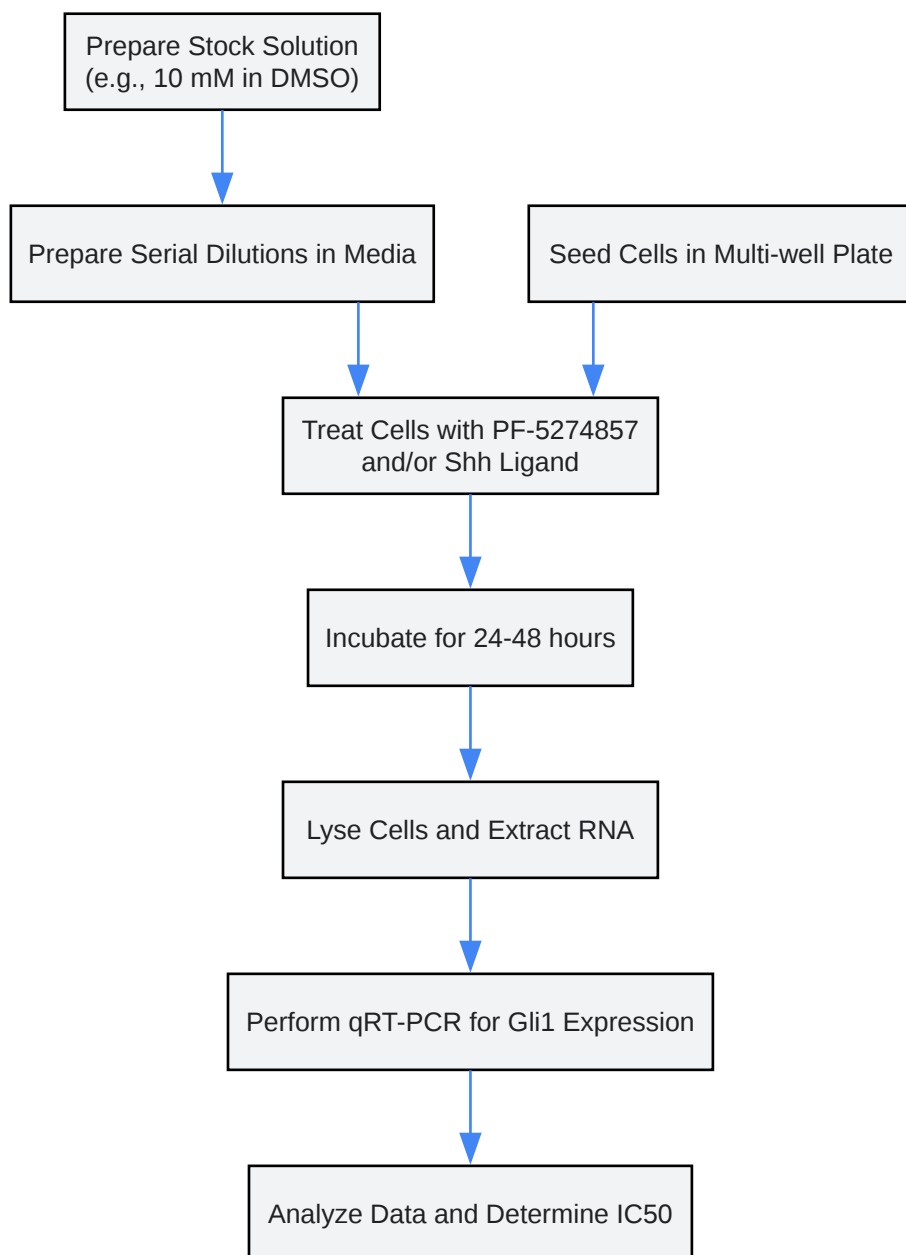 Prepare Stock Solution
(e.g., 10 mM in DMSO)
Prepare Serial Dilutions in Media
Seed Cells in Multi-well Plate
Treat Cells with PF-5274857
and/or Shh Ligand
Incubate for 24-48 hours
Lyse Cells and Extract RNA
Perform qRT-PCR for Gli1 Expression
Analyze Data and Determine IC50